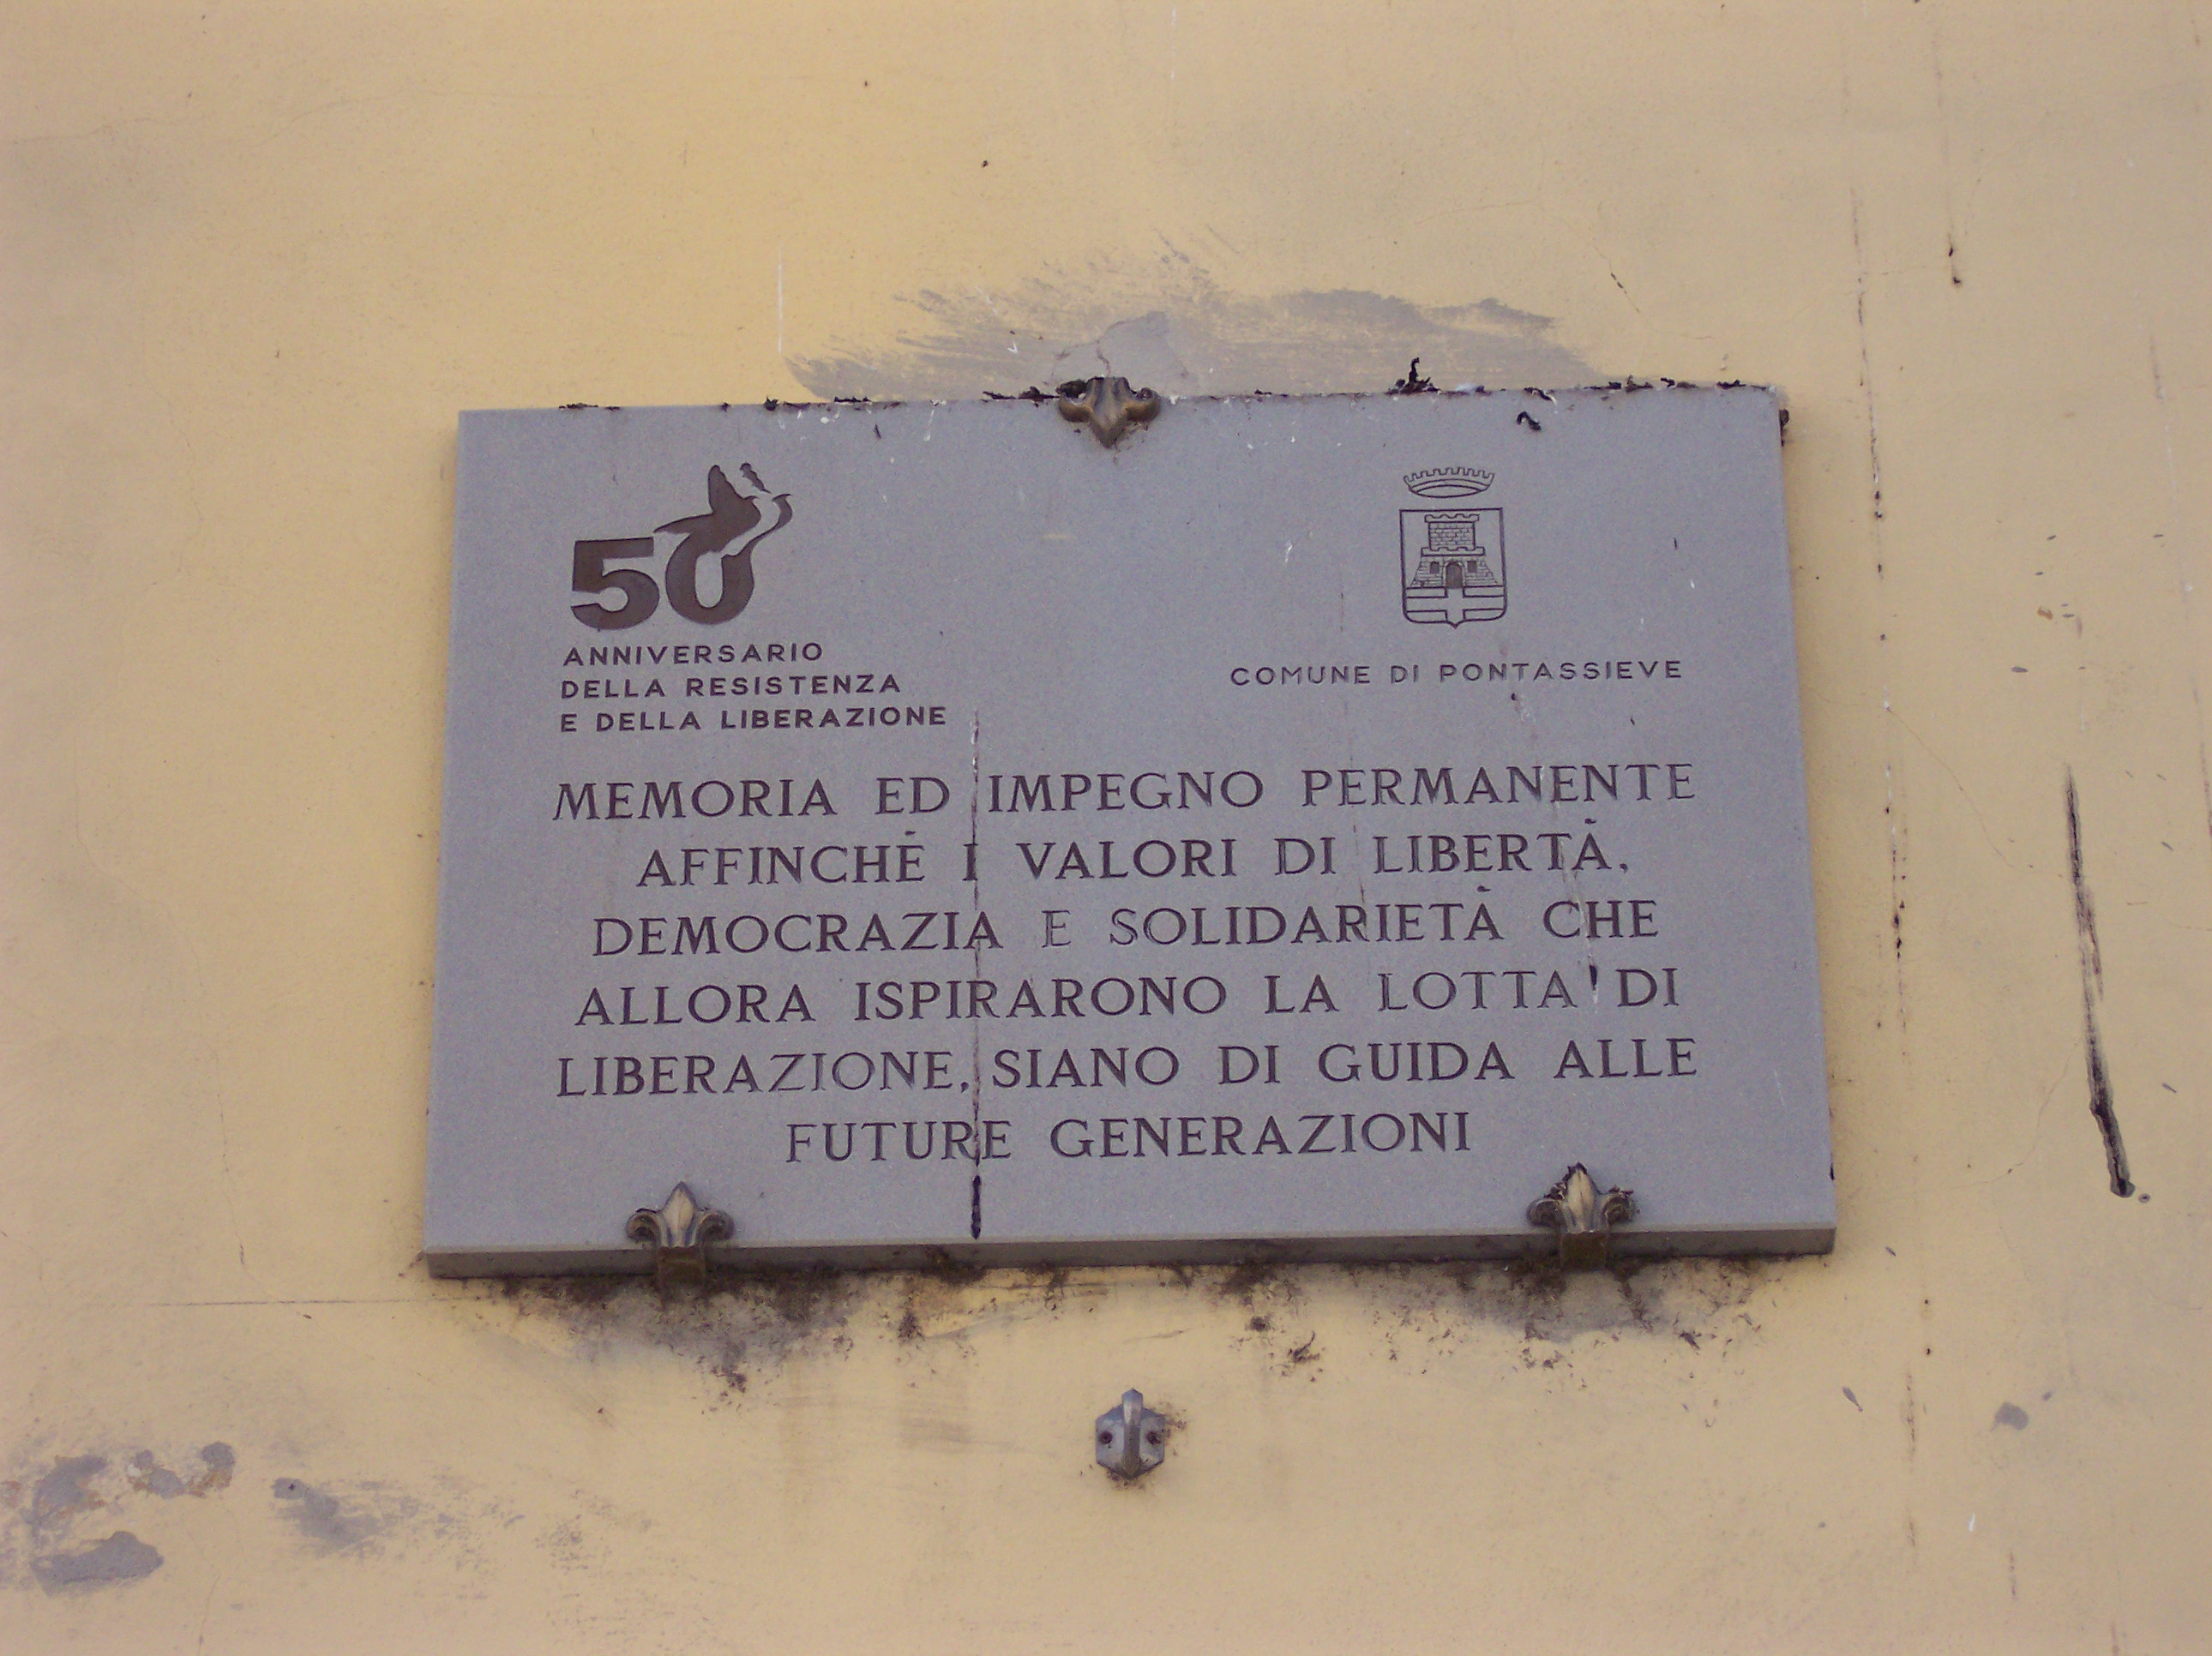 50
ANNIVERSARIO
DELLA RESISTENZA
E DELLA LIBERAZIONE
COMUNE DI PONTASSIEVE
MEMORIA ED IMPEGNO PERMANENTE
AFFINCHÈ I VALORI DI LIBERTÀ,
DEMOCRAZIA E SOLIDARIETÀ CHE
ALLORA ISPIRARONO LA LOTTA DI
LIBERAZIONE, SIANO DI GUIDA ALLE
FUTURE GENERAZIONI